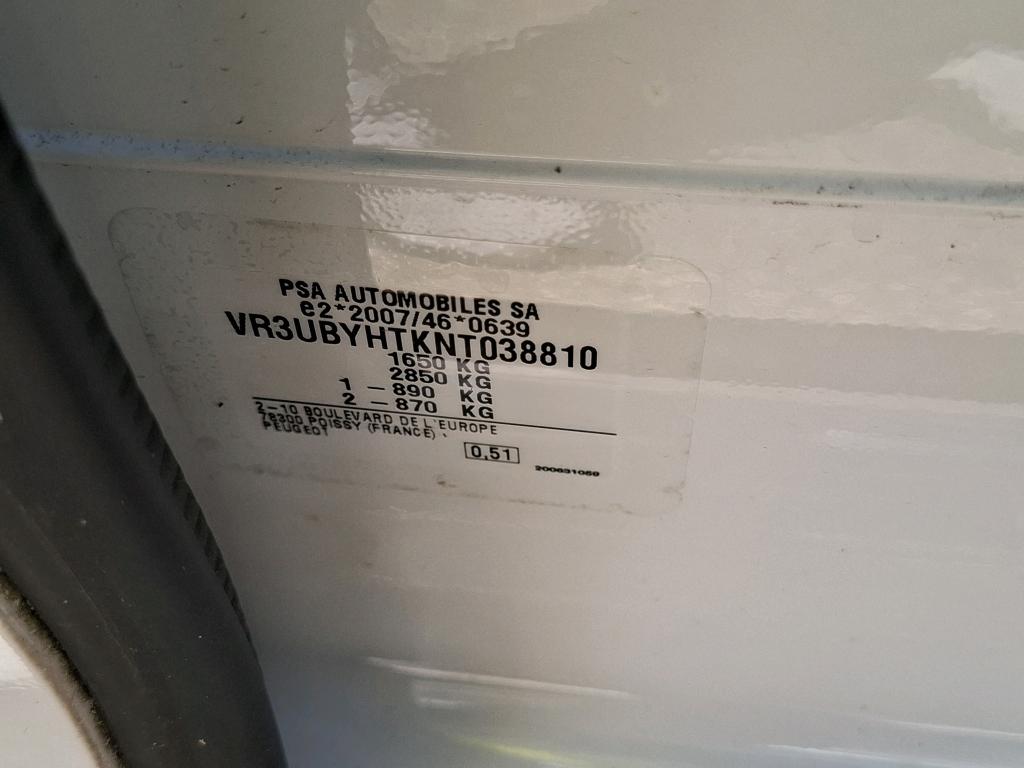 PSA AUTOMOBILES SA
e2*2007/46*0639
VR3UBYHTKNT038810
1650 KG
2850 KG
1 - 890 KG
2 - 870 KG
2-10 BOULEVARD DE L'EUROPE
78300 POISSY (FRANCE).
PEUGEOT
0,51
200831059